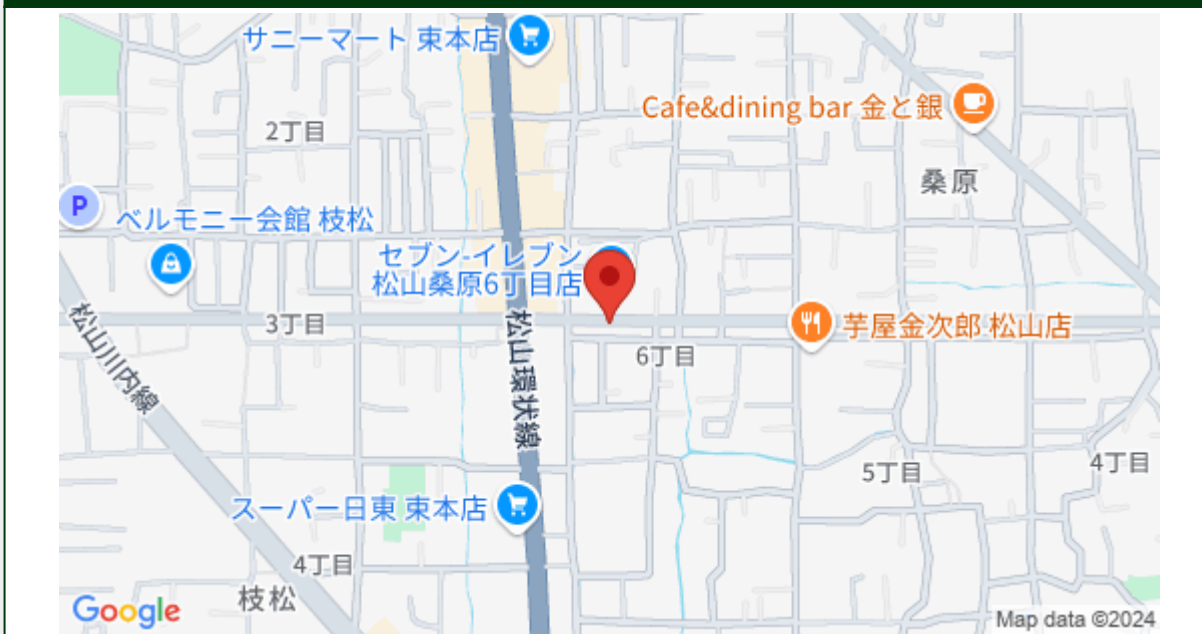 サニーマート 束本店
Cafe&dining bar 金と銀
2丁目
桑原
P
ベルモニー会館 枝松
セブン-イレブン
松山桑原6丁目店
3丁目
松山環状線
芋屋金次郎 松山店
6丁目
松山川内線
5丁目
4丁目
スーパー日東 束本店
4丁目
枝松
Google
Map data ©2024